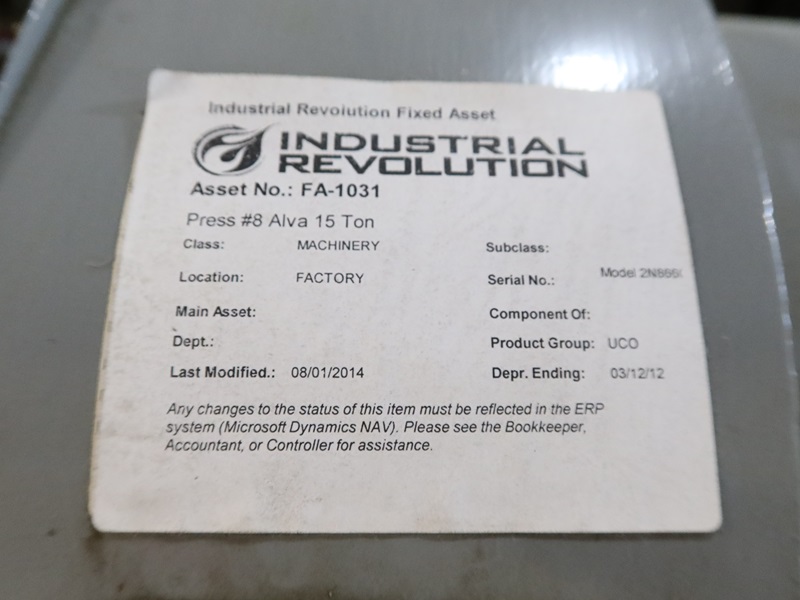 Industrial Revolution Fixed Asset
INDUSTRIAL
REVOLUTION
Asset No.: FA-1031
Press #8 Alva 15 Ton
Class: MACHINERY Subclass:
Location: FACTORY Serial No.: Model
Main Asset: Component Of:
Dept.: Product Group: UCO
Last Modified.: 08/01/2014 Depr. Ending: 03/12/12
Any changes to the status of this item must be reflected in the ERP
system (Microsoft Dynamics NAV). Please see the Bookkeeper,
Accountant, or Controller for assistance.